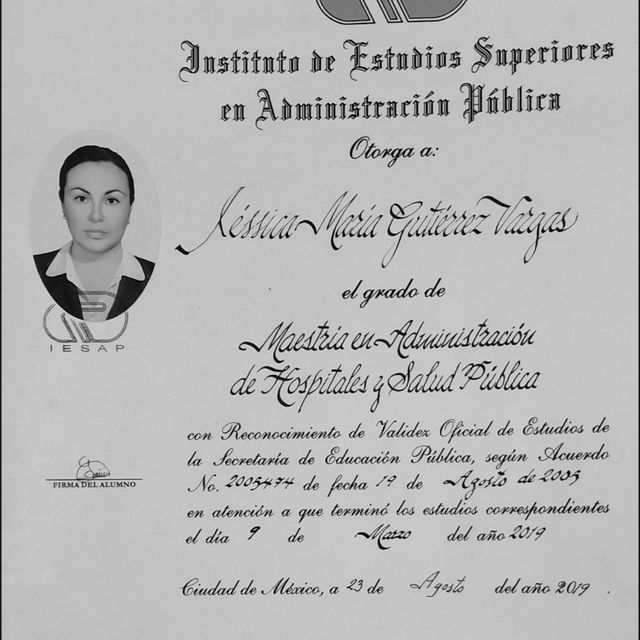 Instituto de Estudios Superiores
en Administración Pública
Otorga a:
Jéssica María Gutiérrez Vargas
el grado de
Maestría en Administración
de Hospitales y Salud Pública
con Reconocimiento de Validez Oficial de Estudios de
la Secretaría de Educación Pública, según Acuerdo
No. 2005474 de fecha 19 de Agosto de 2005
en atención a que terminó los estudios correspondientes
el día 9 de Marzo del año 2019
Ciudad de México, a 23 de Agosto del año 2019 .
IESAP
FIRMA DEL ALUMNO